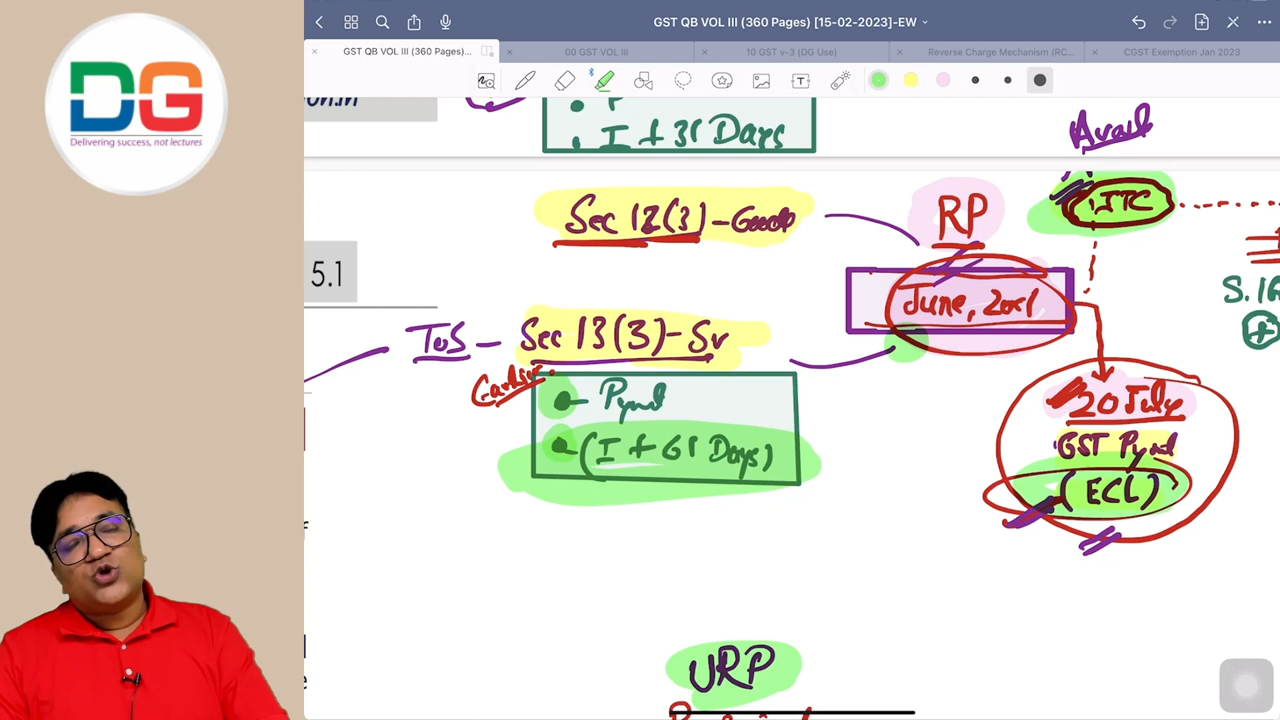 GST QB VOL III (360 Pages) [15-02-2023]-EW
GST QB VOL III (360 Pages)...
00 GST VOL III
10 GST v-3 (DG Use)
Reverse Charge Mechanism (RC...
CGST Exemption Jan 2023
DG
Delivering success, not lectures
I + 31 Days
Avail
Sec 12(3) - Goods
RP
ITC
5.1
June, 2021
TOS - Sec 13(3) - Sv
Earlier
Pymt
(I + 61 Days)
20 July
GST Pymt
(ECL)
URP